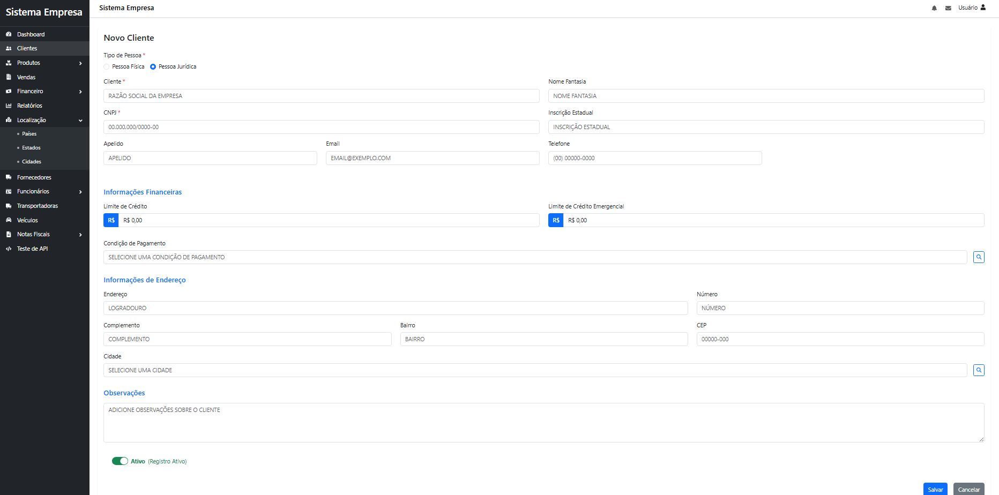 Sistema Empresa
Sistema Empresa
Usuário
Dashboard
Clientes
Produtos
Vendas
Financeiro
Relatórios
Localização
Países
Estados
Cidades
Fornecedores
Funcionários
Transportadoras
Veículos
Notas Fiscais
Teste de API
Novo Cliente
Tipo de Pessoa *
Pessoa Física Pessoa Jurídica
Cliente * Nome Fantasia
RAZÃO SOCIAL DA EMPRESA NOME FANTASIA
CNPJ * Inscrição Estadual
00.000.000/0000-00 INSCRIÇÃO ESTADUAL
Apelido Email Telefone
APELIDO EMAIL@EXEMPLO.COM (00) 00000-0000
Informações Financeiras
Limite de Crédito Limite de Crédito Emergencial
R$ R$ 0,00 R$ R$ 0,00
Condição de Pagamento
SELECIONE UMA CONDIÇÃO DE PAGAMENTO
Informações de Endereço
Endereço Número
LOGRADOURO NÚMERO
Complemento Bairro CEP
COMPLEMENTO BAIRRO 00000-000
Cidade
SELECIONE UMA CIDADE
Observações
ADICIONE OBSERVAÇÕES SOBRE O CLIENTE
Ativo (Registro Ativo)
Salvar Cancelar